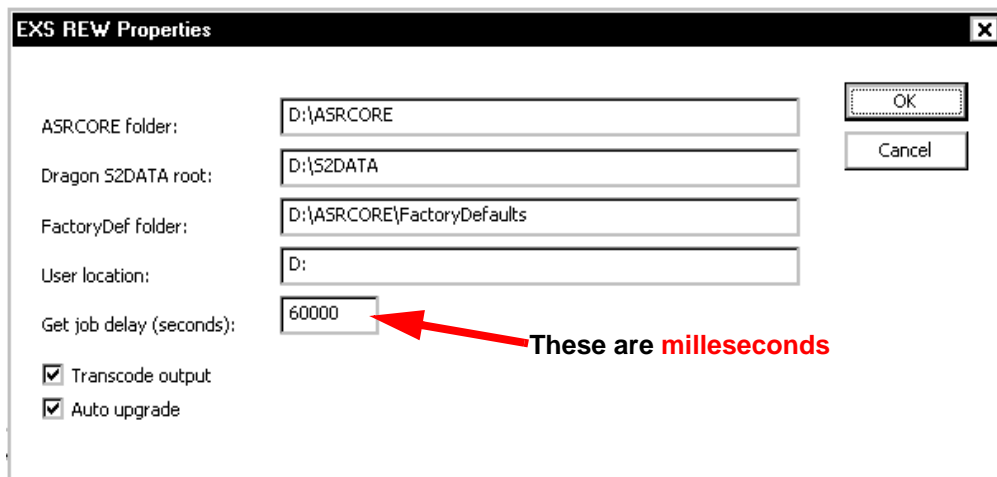 EXS REW Properties
ASRCORE folder: D:\ASRCORE OK
Dragon S2DATA root: D:\S2DATA Cancel
FactoryDef folder: D:\ASRCORE\FactoryDefaults
User location: D:
Get job delay (seconds): 60000
These are milleseconds
Transcode output
Auto upgrade